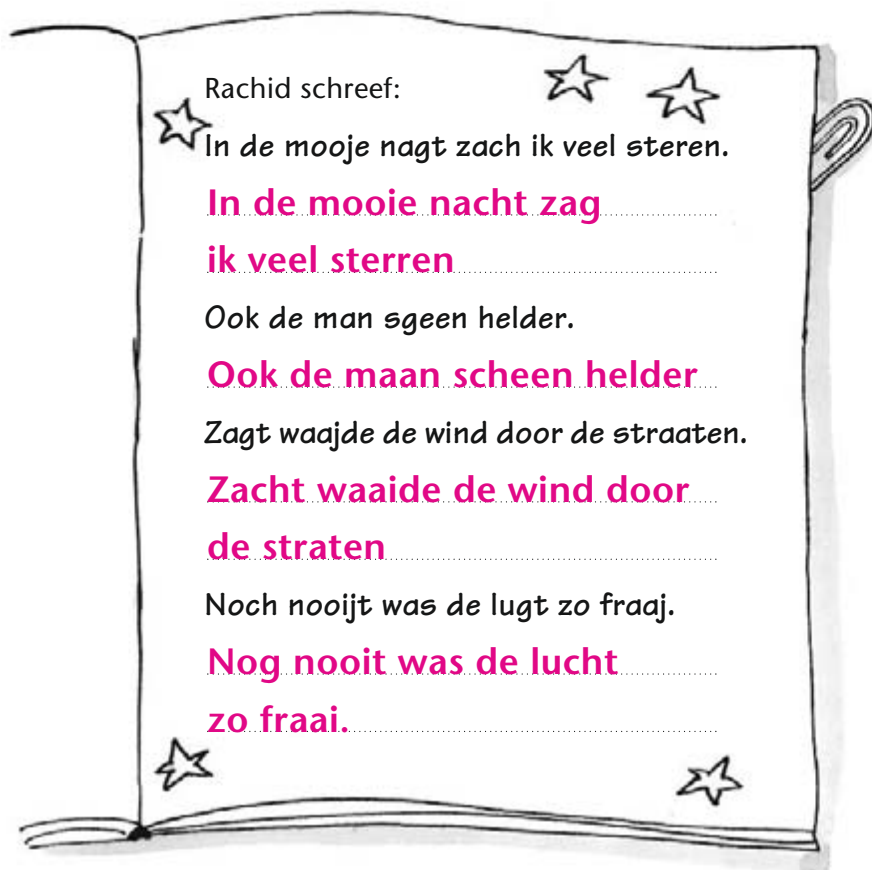 Rachid schreef:
In de mooje nagt zach ik veel steren.
In de mooie nacht zag
ik veel sterren
Ook de man sgeen helder.
Ook de maan scheen helder
Zagt waajde de wind door de straaten.
Zacht waaide de wind door
de straten
Noch nooijt was de lugt zo fraaj.
Nog nooit was de lucht
zo fraai.